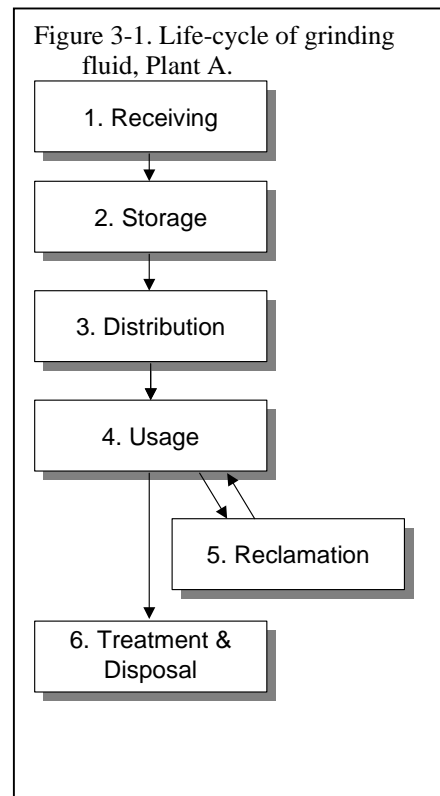 Figure 3-1. Life-cycle of grinding
fluid, Plant A.
1. Receiving
2. Storage
3. Distribution
4. Usage
5. Reclamation
6. Treatment &
Disposal